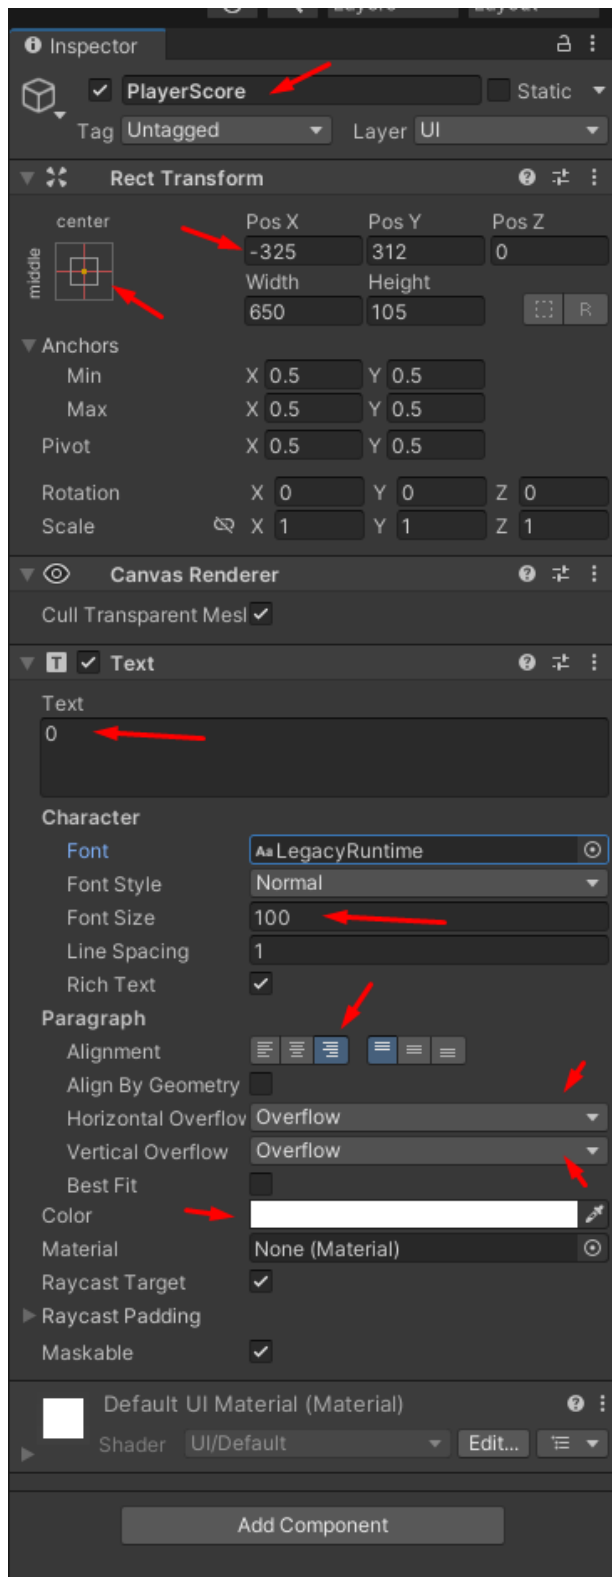 Inspector
PlayerScore Static
Tag Untagged Layer UI
Rect Transform
center Pos X Pos Y Pos Z
middle -325 312 0
Width Height
650 105 R
Anchors
Min X 0.5 Y 0.5
Max X 0.5 Y 0.5
Pivot X 0.5 Y 0.5
Rotation X 0 Y 0 Z 0
Scale X 1 Y 1 Z 1
Canvas Renderer
Cull Transparent Mesl
T Text
Text
0
Character
Font Aa LegacyRuntime
Font Style Normal
Font Size 100
Line Spacing 1
Rich Text
Paragraph
Alignment
Align By Geometry
Horizontal Overflov Overflow
Vertical Overflow Overflow
Best Fit
Color
Material None (Material)
Raycast Target
Raycast Padding
Maskable
Default UI Material (Material)
Shader UI/Default Edit...
Add Component